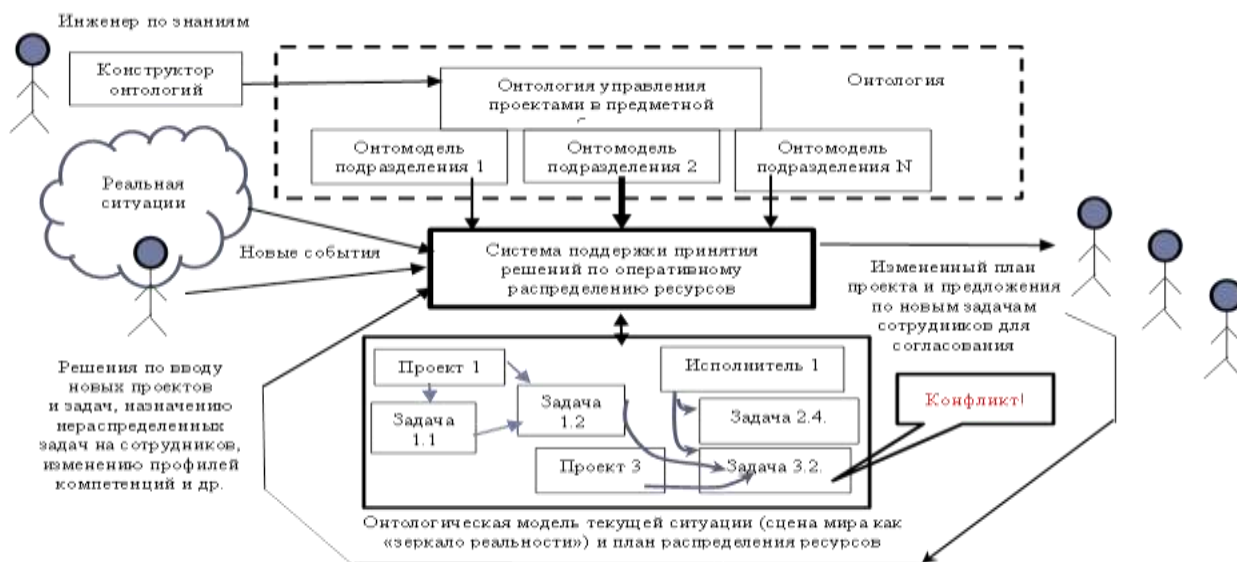 Инженер по знаниям
Конструктор
онтологий
Онтология
Онтология управления
проектами в предметной
Онтомодель
подразделения 1
Онтомодель
подразделения 2
Онтомодель
подразделения N
Реальная
ситуации
Новые события
Система поддержки принятия
решений по оперативному
распределению ресурсов
Измененный план
проекта и предложения
по новым задачам
сотрудников для
согласования
Решения по вводу
новых проектов
и задач, назначению
нераспределенных
задач на сотрудников,
изменению профилей
компетенций и др.
Проект 1
Исполнитель 1
Задача
1.1
Задача
1.2
Задача 2.4.
Проект 3
Задача 3.2.
Конфликт!
Онтологическая модель текущей ситуации (сцена мира как
«зеркало реальности») и план распределения ресурсов